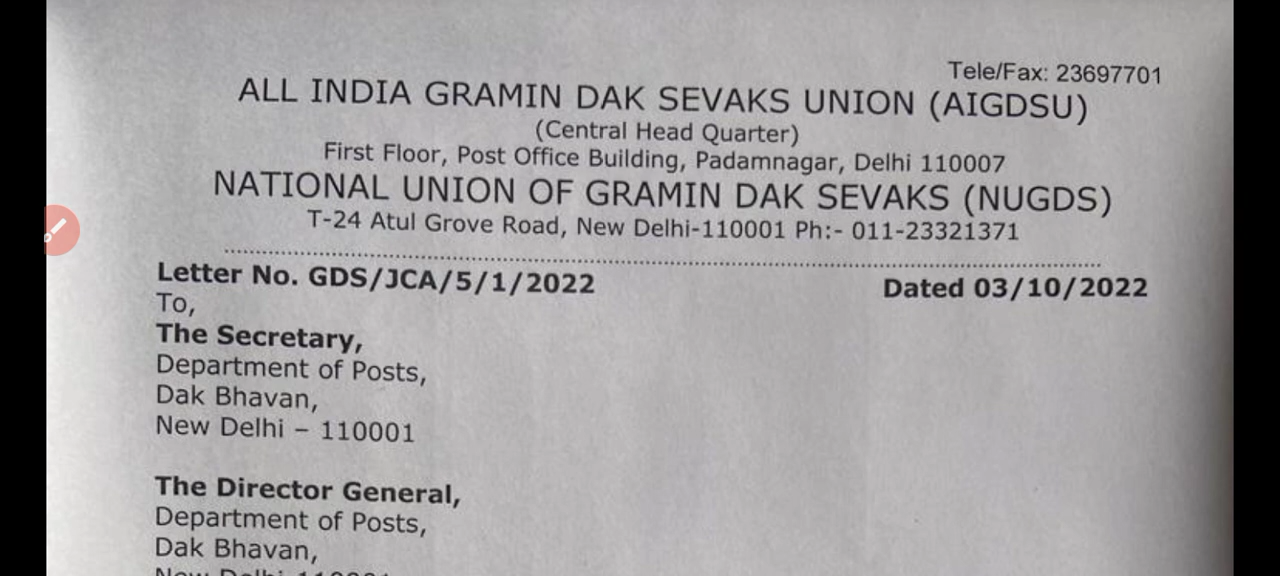 Tele/Fax: 23697701
ALL INDIA GRAMIN DAK SEVAKS UNION (AIGDSU)
(Central Head Quarter)
First Floor, Post Office Building, Padamnagar, Delhi 110007
NATIONAL UNION OF GRAMIN DAK SEVAKS (NUGDS)
T-24 Atul Grove Road, New Delhi-110001 Ph:- 011-23321371
Letter No. GDS/JCA/5/1/2022 Dated 03/10/2022
To,
The Secretary,
Department of Posts,
Dak Bhavan,
New Delhi – 110001
The Director General,
Department of Posts,
Dak Bhavan,